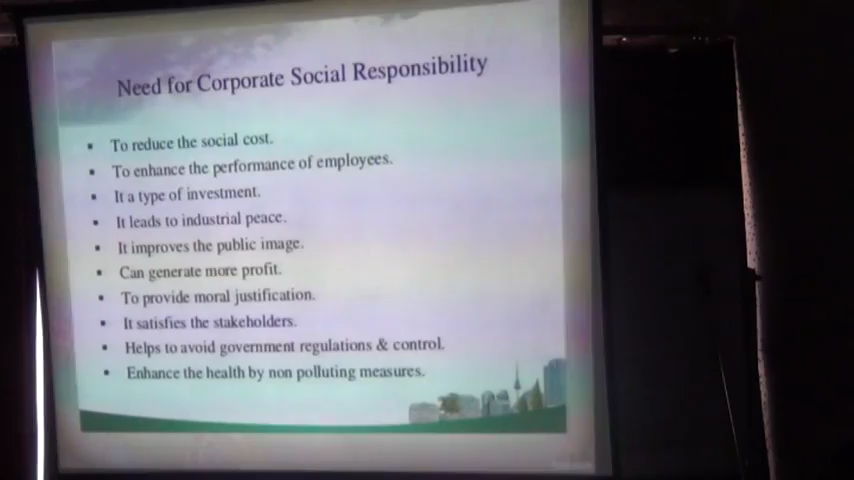 Need for Corporate Social Responsibility
▪ To reduce the social cost.
▪ To enhance the performance of employees.
▪ It a type of investment.
▪ It leads to industrial peace.
▪ It improves the public image.
▪ Can generate more profit.
▪ To provide moral justification.
▪ It satisfies the stakeholders.
▪ Helps to avoid government regulations & control.
▪ Enhance the health by non polluting measures.